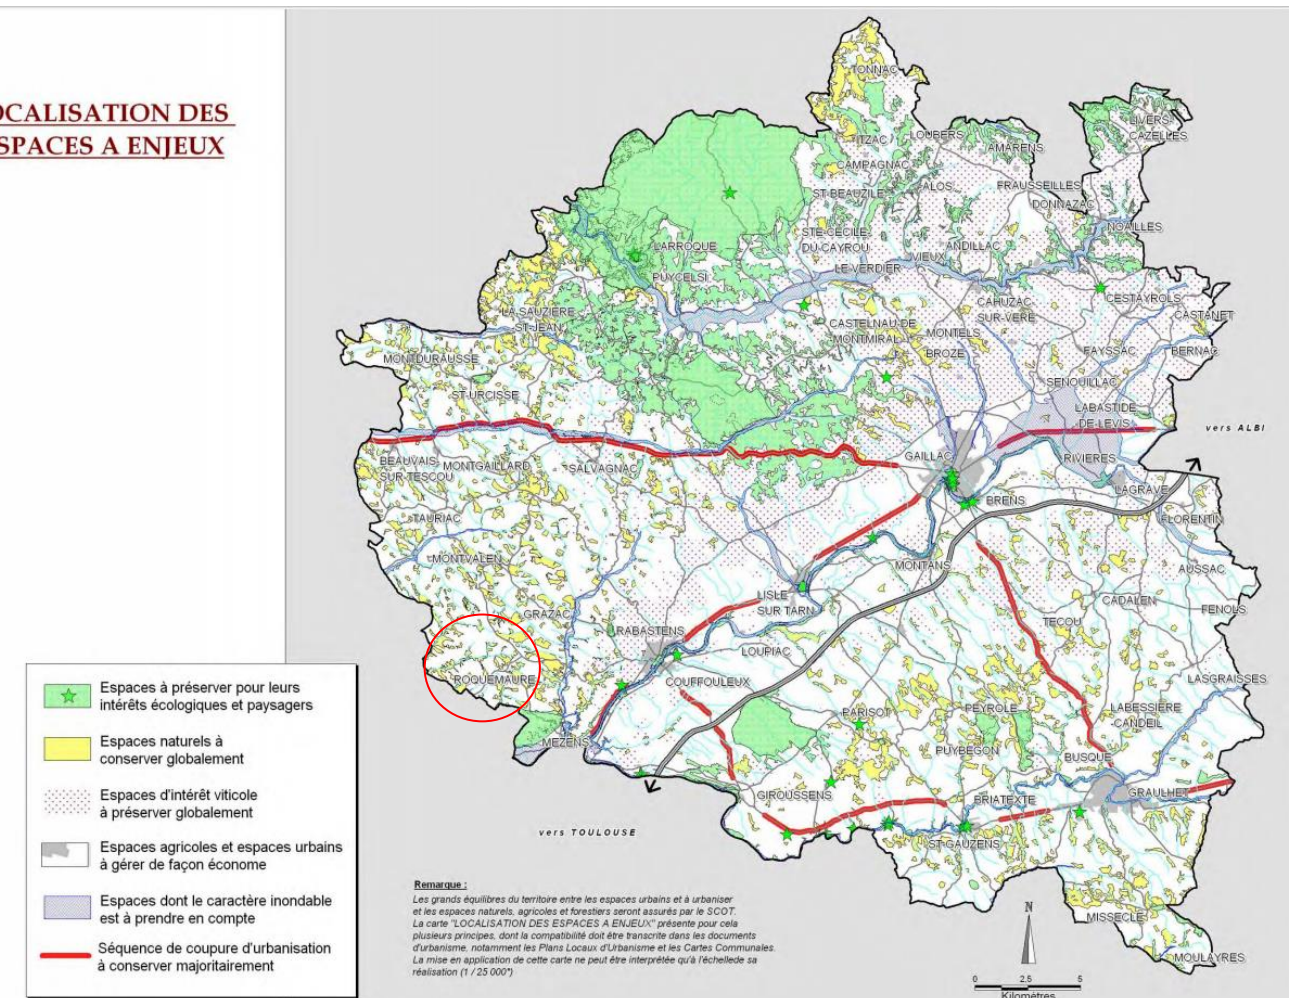 OCALISATION DES
SPACES A ENJEUX
TONNAC
LIVERS-
CAZELLES
ITZAC
LOUBERS
AMARENS
CAMPAGNAC
ST-BEAUZILE
ALOS
FRAUSSEILLES
DONNAZAC
NOAILLES
STE-CECILE-
DU-CAYROU
ANDILLAC
LARROQUE
VIEUX
LE-VERDIER
PUYCELSI
CESTAYROLS
CAHUZAC-
SUR-VERE
CASTANET
LA-SAUZIERE-
ST-JEAN
CASTELNAU-DE-
MONTMIRAL
MONTELS
BROZE
FAYSSAC
BERNAC
MONTDURAUSSE
SENOUILLAC
ST-URCISSE
LABASTIDE-
DE-LEVIS
vers ALBI
BEAUVAIS-
SUR-TESCOU
MONTGAILLARD
SALVAGNAC
GAILLAC
RIVIERES
LAGRAVE
BRENS
TAURIAC
FLORENTIN
MONTVALEN
MONTANS
AUSSAC
LISLE-
SUR-TARN
CADALEN
FENOLS
GRAZAC
TECOU
RABASTENS
LOUPIAC
ROQUEMAURE
COUFFOULEUX
LASGRAISSES
PARISOT
PEYROLE
LABESSIERE-
CANDEIL
MEZENS
PUYBEGON
BUSQUE
GIROUSSENS
BRIATEXTE
GRAULHET
vers TOULOUSE
ST-GAUZENS
MISSECLE
MOULAYRES
Espaces à préserver pour leurs
intérêts écologiques et paysagers
Espaces naturels à
conserver globalement
Espaces d'intérêt viticole
à préserver globalement
Espaces agricoles et espaces urbains
à gérer de façon économe
Espaces dont le caractère inondable
est à prendre en compte
Séquence de coupure d'urbanisation
à conserver majoritairement
Remarque :
Les grands équilibres du territoire entre les espaces urbains et à urbaniser
et les espaces naturels, agricoles et forestiers seront assurés par le SCOT.
La carte "LOCALISATION DES ESPACES A ENJEUX" présente pour cela
plusieurs principes, dont la compatibilité doit être transcrite dans les documents
d'urbanisme, notamment les Plans Locaux d'Urbanisme et les Cartes Communales.
La mise en application de cette carte ne peut être interprétée qu'à l'échellede sa
réalisation (1 / 25 000°)
N
0 2,5 5
Kilomètres